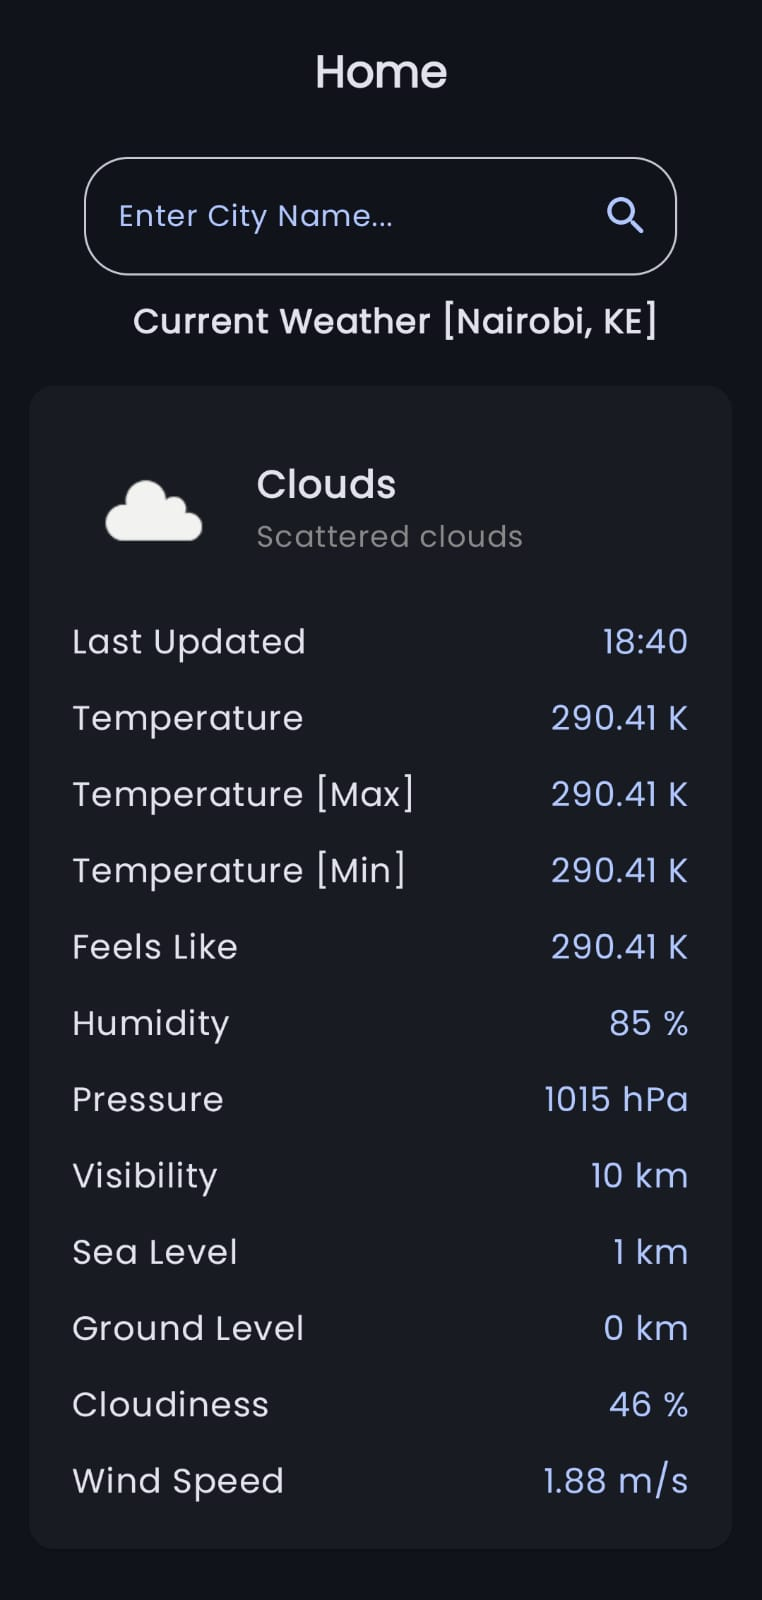 Home
Enter City Name...
Current Weather [Nairobi, KE]
Clouds
Scattered clouds
Last Updated 18:40
Temperature 290.41 K
Temperature [Max] 290.41 K
Temperature [Min] 290.41 K
Feels Like 290.41 K
Humidity 85 %
Pressure 1015 hPa
Visibility 10 km
Sea Level 1 km
Ground Level 0 km
Cloudiness 46 %
Wind Speed 1.88 m/s